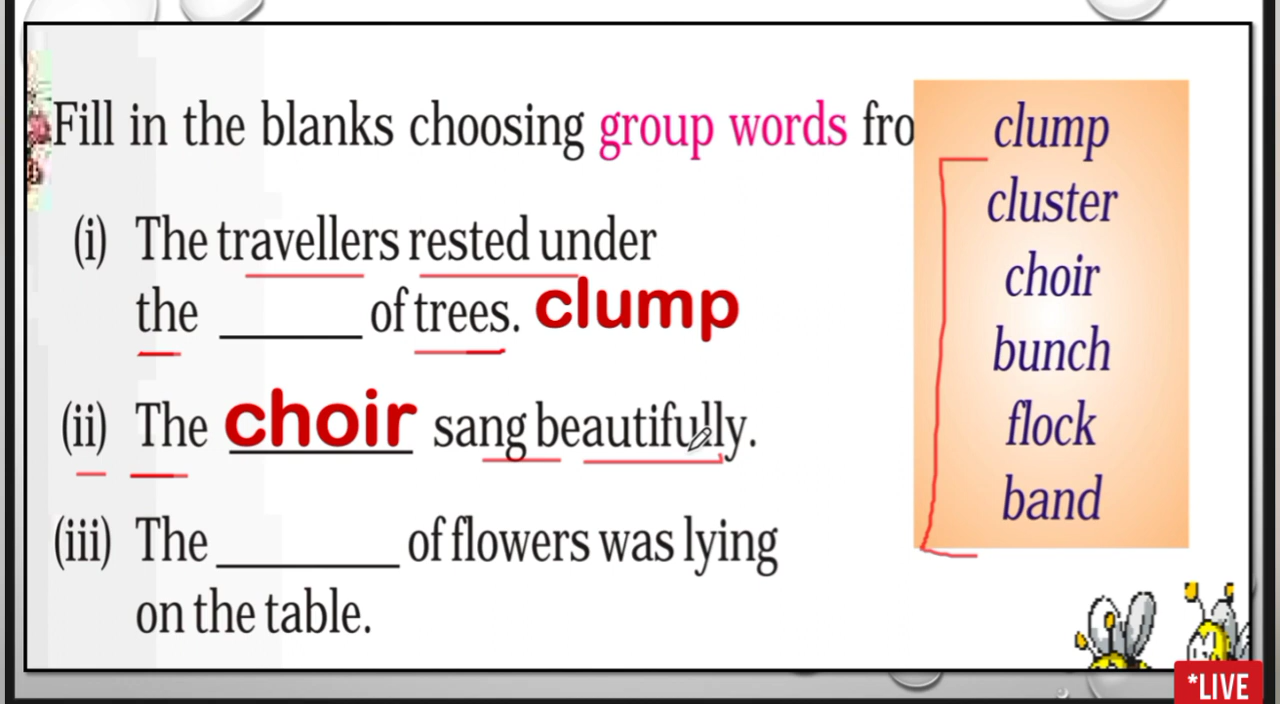 Fill in the blanks choosing group words fro
(i) The travellers rested under
the ______ of trees. clump
(ii) The choir sang beautifully.
(iii) The ________ of flowers was lying
on the table.
clump
cluster
choir
bunch
flock
band
*LIVE